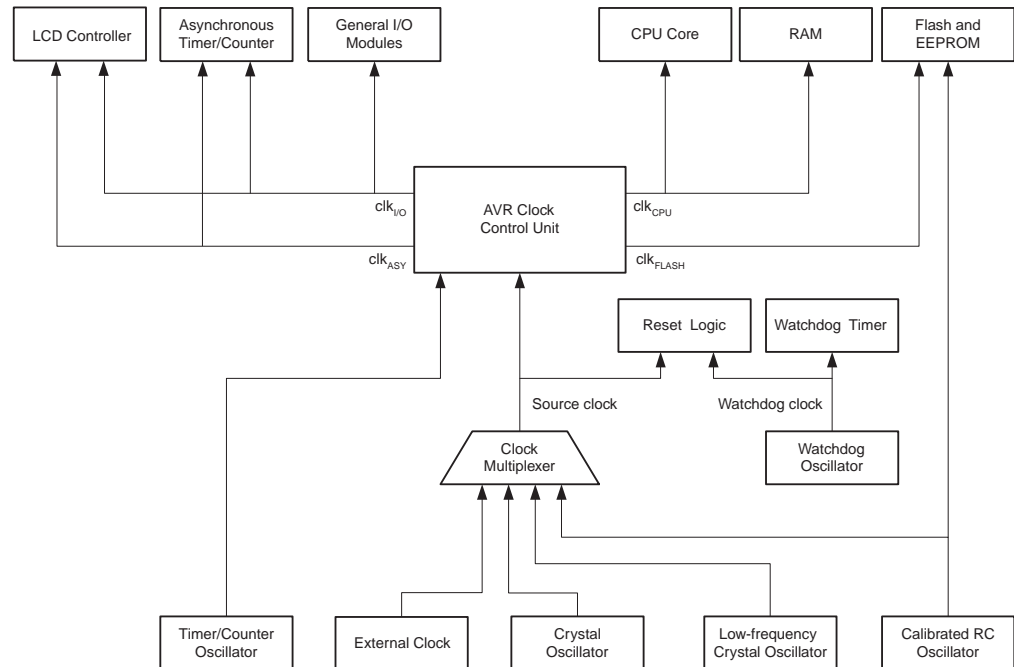 LCD Controller
Asynchronous
Timer/Counter
General I/O
Modules
CPU Core
RAM
Flash and
EEPROM
clkI/O
AVR Clock
Control Unit
clkCPU
clkASY
clkFLASH
Reset Logic
Watchdog Timer
Source clock
Watchdog clock
Clock
Multiplexer
Watchdog
Oscillator
Timer/Counter
Oscillator
External Clock
Crystal
Oscillator
Low-frequency
Crystal Oscillator
Calibrated RC
Oscillator